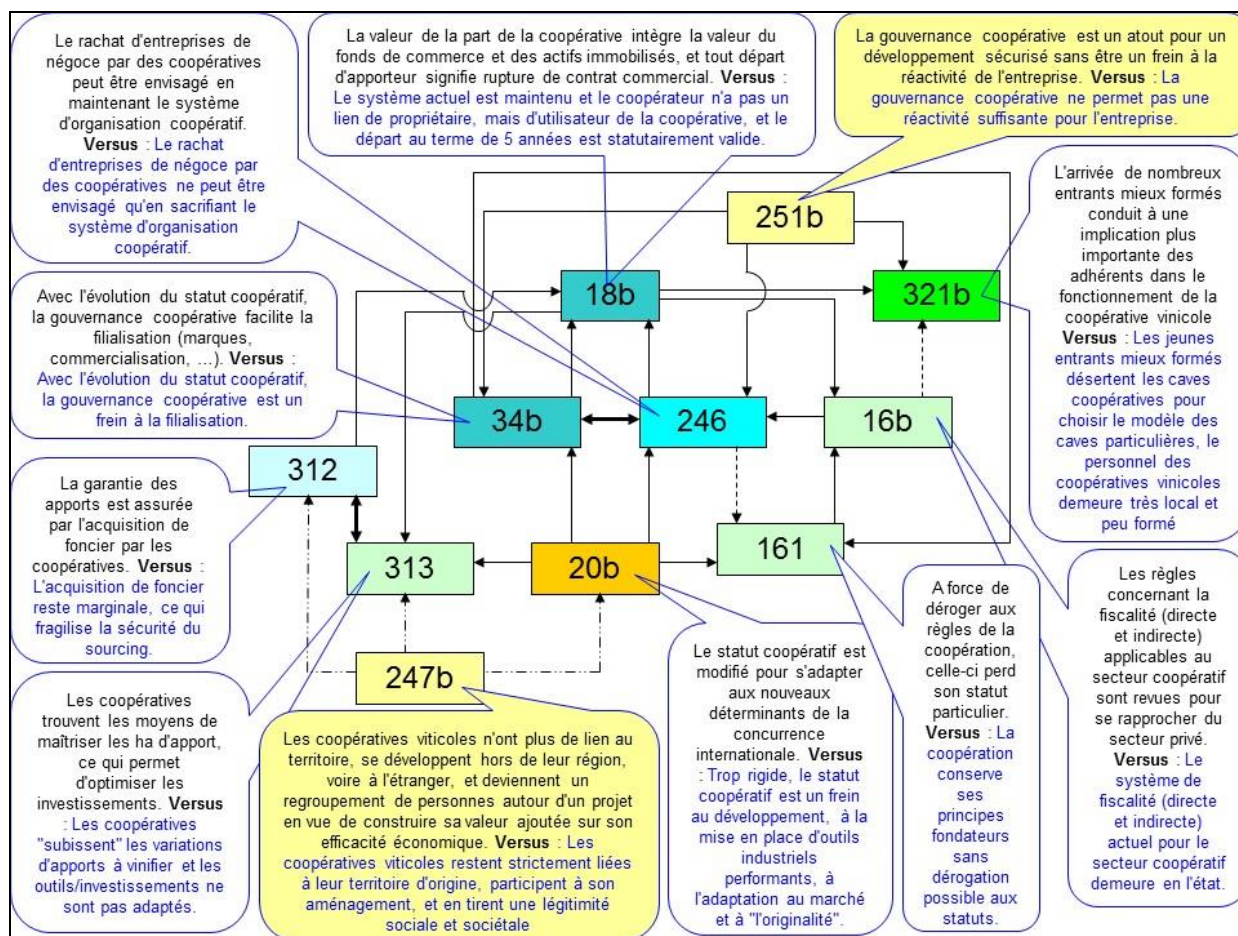 Le rachat d'entreprises de
négoce par des coopératives
peut être envisagé en
maintenant le système
d'organisation coopératif.
Versus : Le rachat
d'entreprises de négoce par
des coopératives ne peut être
envisagé qu'en sacrifiant le
système d'organisation
coopératif.
La valeur de la part de la coopérative intègre la valeur du
fonds de commerce et des actifs immobilisés, et tout départ
d'apporteur signifie rupture de contrat commercial. Versus :
Le système actuel est maintenu et le coopérateur n'a pas un
lien de propriétaire, mais d'utilisateur de la coopérative, et le
départ au terme de 5 années est statutairement valide.
La gouvernance coopérative est un atout pour un
développement sécurisé sans être un frein à la
réactivité de l'entreprise. Versus : La
gouvernance coopérative ne permet pas une
réactivité suffisante pour l'entreprise.
L'arrivée de nombreux
entrants mieux formés
conduit à une
implication plus
importante des
adhérents dans le
fonctionnement de la
coopérative vinicole
Versus : Les jeunes
entrants mieux formés
désertent les caves
coopératives pour
choisir le modèle des
caves particulières, le
personnel des
coopératives vinicoles
demeure très local et
peu formé
251b
18b
321b
Avec l'évolution du statut coopératif,
la gouvernance coopérative facilite la
filialisation (marques,
commercialisation, ...). Versus :
Avec l'évolution du statut coopératif,
la gouvernance coopérative est un
frein à la filialisation.
34b
246
16b
312
La garantie des
apports est assurée
par l'acquisition de
foncier par les
coopératives. Versus :
L'acquisition de foncier
reste marginale, ce qui
fragilise la sécurité du
sourcing.
313
20b
161
247b
Les coopératives
trouvent les moyens de
maîtriser les ha d'apport,
ce qui permet
d'optimiser les
investissements. Versus
: Les coopératives
"subissent" les variations
d'apports à vinifier et les
outils/investissements ne
sont pas adaptés.
Les coopératives viticoles n'ont plus de lien au
territoire, se développent hors de leur région,
voire à l'étranger, et deviennent un
regroupement de personnes autour d'un projet
en vue de construire sa valeur ajoutée sur son
efficacité économique. Versus : Les
coopératives viticoles restent strictement liées
à leur territoire d'origine, participent à son
aménagement, et en tirent une légitimité
sociale et sociétale
Le statut coopératif est
modifié pour s'adapter
aux nouveaux
déterminants de la
concurrence
internationale. Versus
: Trop rigide, le statut
coopératif est un frein
au développement, à la
mise en place d'outils
industriels
performants, à
l'adaptation au marché
et à "l'originalité".
A force de
déroger aux
règles de la
coopération,
celle-ci perd
son statut
particulier.
Versus : La
coopération
conserve
ses
principes
fondateurs
sans
dérogation
possible aux
statuts.
Les règles
concernant la
fiscalité (directe
et indirecte)
applicables au
secteur coopératif
sont revues pour
se rapprocher du
secteur privé.
Versus : Le
système de
fiscalité (directe
et indirecte)
actuel pour le
secteur coopératif
demeure en l'état.